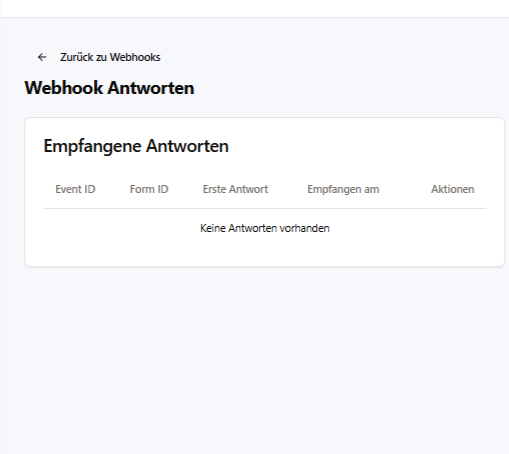 Zurück zu Webhooks
Webhook Antworten
Empfangene Antworten
Event ID Form ID Erste Antwort Empfangen am Aktionen
Keine Antworten vorhanden